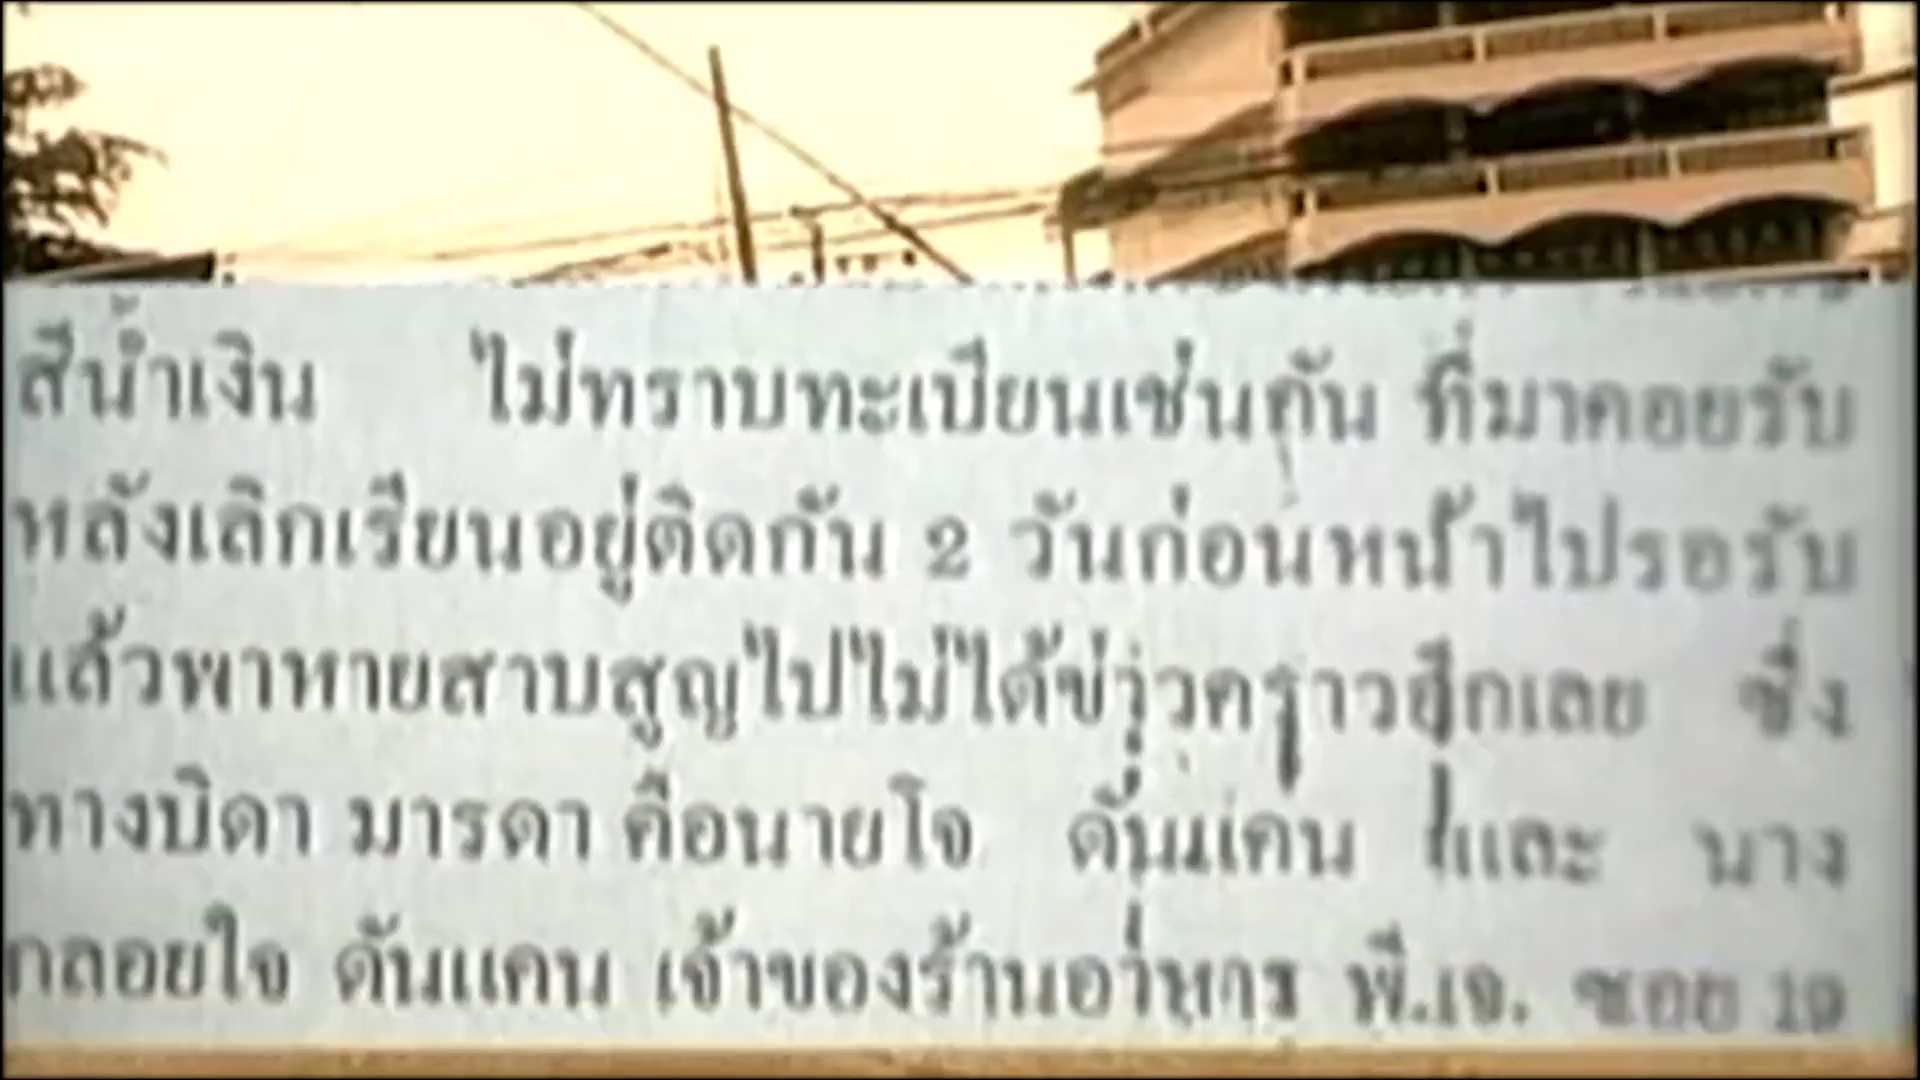 สีน้ำเงิน ไม่ทราบทะเบียนเช่นกัน ที่มาคอยรับ
หลังเลิกเรียนอยู่ติดกัน 2 วันก่อนหน้าไปรอรับ
แล้วพาหายสาบสูญไปไม่ได้ข่าวคราวอีกเลย ซึ่ง
ทางบิดา มารดา คือนายโจ ดันแคน และ นาง
กลอยใจ ดันแคน เจ้าของร้านอาหาร พี.เจ. ซอย 19